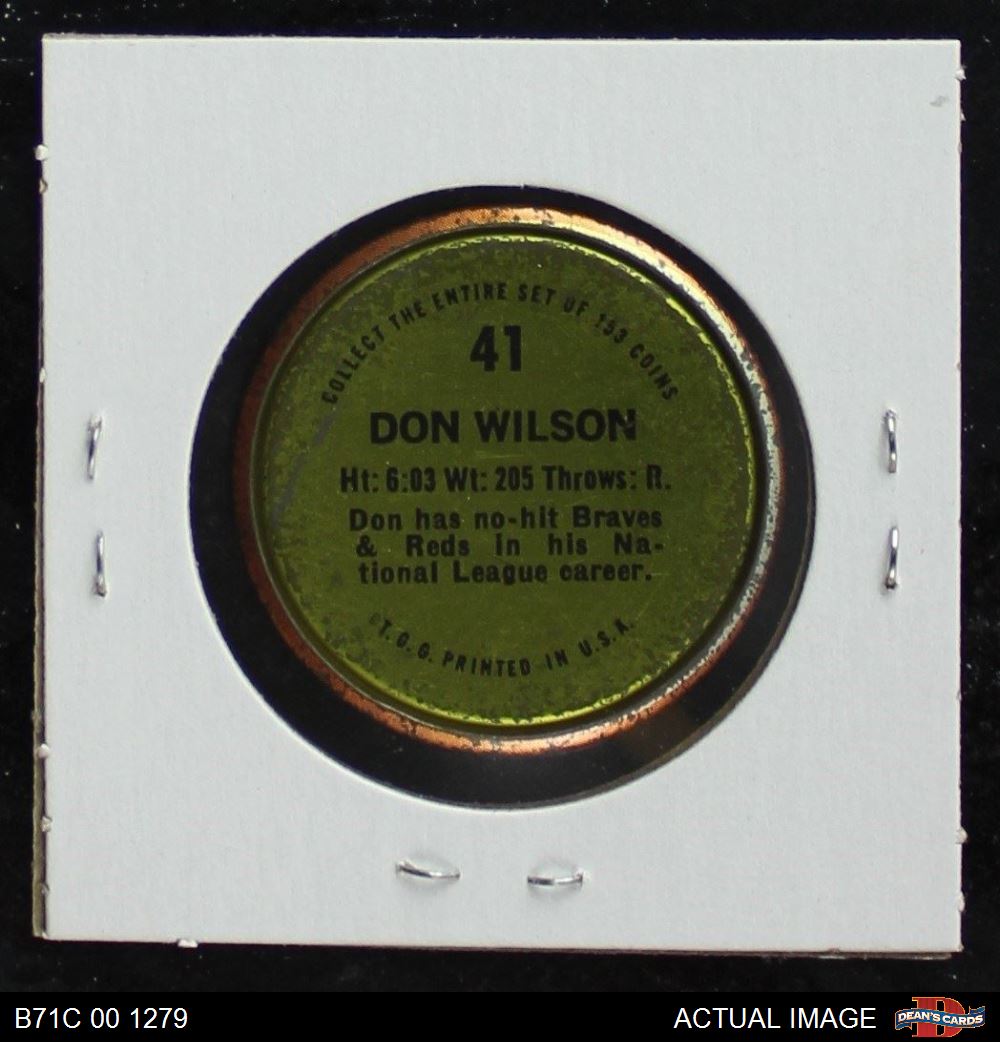 COLLECT THE ENTIRE SET OF 153 COINS
41
DON WILSON
Ht: 6:03 Wt: 205 Throws: R.
Don has no-hit Braves
& Reds in his Na-
tional League career.
©T.C.G. PRINTED IN U.S.A.
B71C 00 1279
ACTUAL IMAGE
D
DEAN'S CARDS